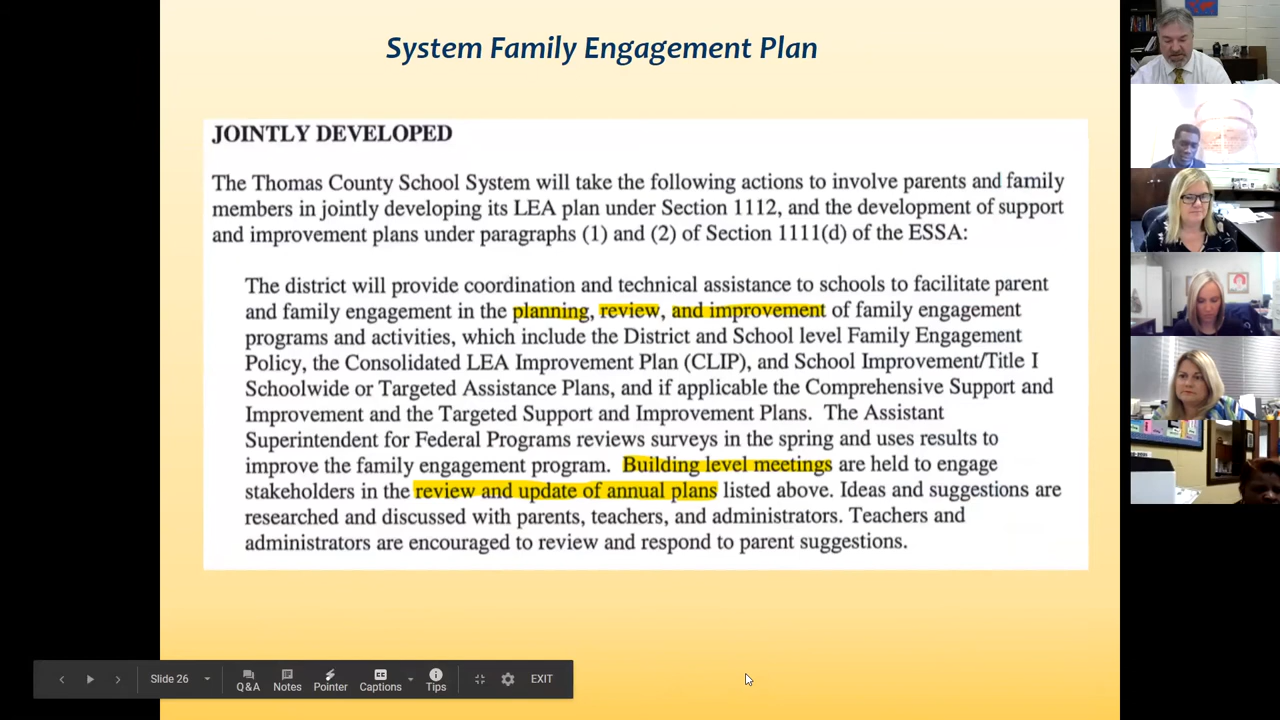 System Family Engagement Plan
JOINTLY DEVELOPED
The Thomas County School System will take the following actions to involve parents and family
members in jointly developing its LEA plan under Section 1112, and the development of support
and improvement plans under paragraphs (1) and (2) of Section 1111(d) of the ESSA:
The district will provide coordination and technical assistance to schools to facilitate parent
and family engagement in the planning, review, and improvement of family engagement
programs and activities, which include the District and School level Family Engagement
Policy, the Consolidated LEA Improvement Plan (CLIP), and School Improvement/Title I
Schoolwide or Targeted Assistance Plans, and if applicable the Comprehensive Support and
Improvement and the Targeted Support and Improvement Plans. The Assistant
Superintendent for Federal Programs reviews surveys in the spring and uses results to
improve the family engagement program. Building level meetings are held to engage
stakeholders in the review and update of annual plans listed above. Ideas and suggestions are
researched and discussed with parents, teachers, and administrators. Teachers and
administrators are encouraged to review and respond to parent suggestions.
Slide 26
Q&A
Notes
Pointer
Captions
Tips
EXIT